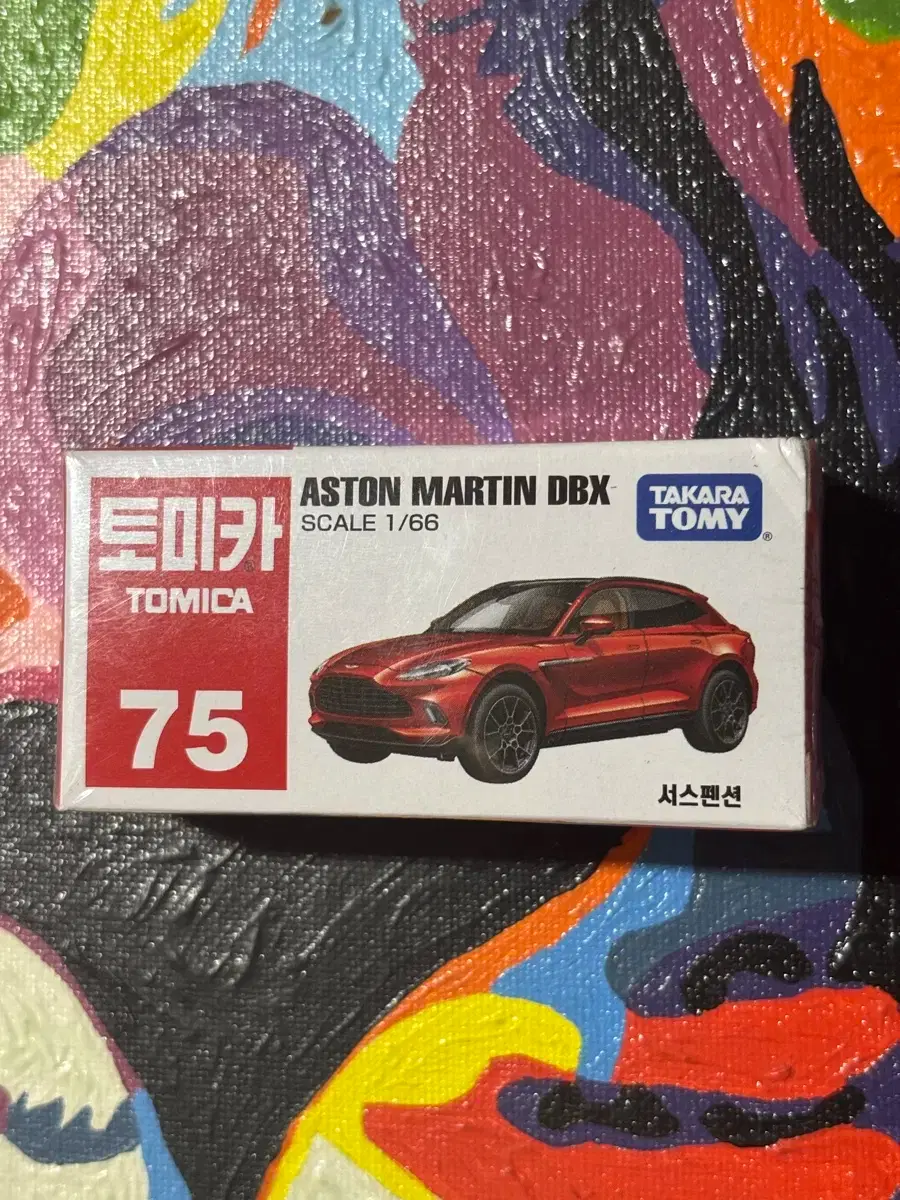 토미카
TOMICA
75
ASTON MARTIN DBX
SCALE 1/66
TAKARA
TOMY
®
서스펜션